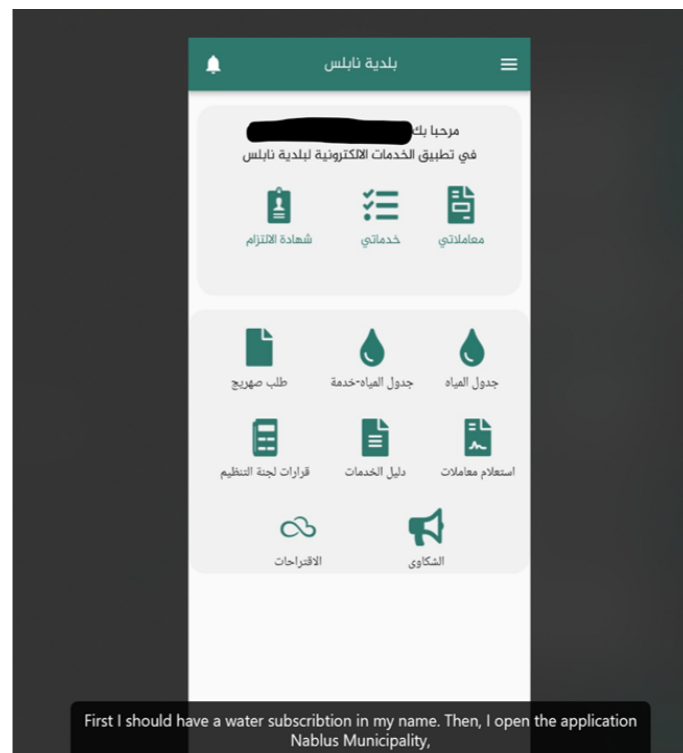 بلدية نابلس
مرحبا بك
في تطبيق الخدمات الالكترونية لبلدية نابلس
معاملاتي خدماتي شهادة الالتزام
جدول المياه جدول المياه-خدمة طلب صهريج
استعلام معاملات دليل الخدمات قرارات لجنة التنظيم
الشكاوى الاقتراحات
First I should have a water subscribtion in my name. Then, I open the application
Nablus Municipality,